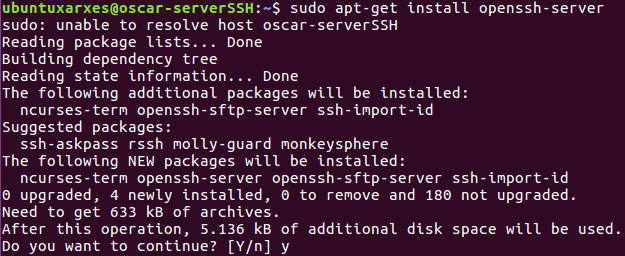 ubuntuxarxes@oscar-serverSSH:~$ sudo apt-get install openssh-server
sudo: unable to resolve host oscar-serverSSH
Reading package lists... Done
Building dependency tree
Reading state information... Done
The following additional packages will be installed:
  ncurses-term openssh-sftp-server ssh-import-id
Suggested packages:
  ssh-askpass rssh molly-guard monkeysphere
The following NEW packages will be installed:
  ncurses-term openssh-server openssh-sftp-server ssh-import-id
0 upgraded, 4 newly installed, 0 to remove and 180 not upgraded.
Need to get 633 kB of archives.
After this operation, 5.136 kB of additional disk space will be used.
Do you want to continue? [Y/n] y